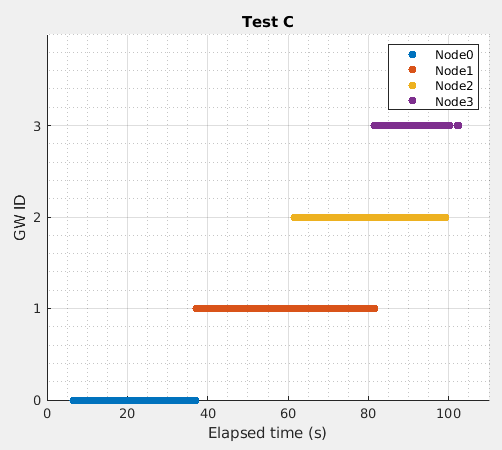 Test C
Node0
Node1
Node2
Node3
GW ID
3
2
1
0
0 20 40 60 80 100
Elapsed time (s)